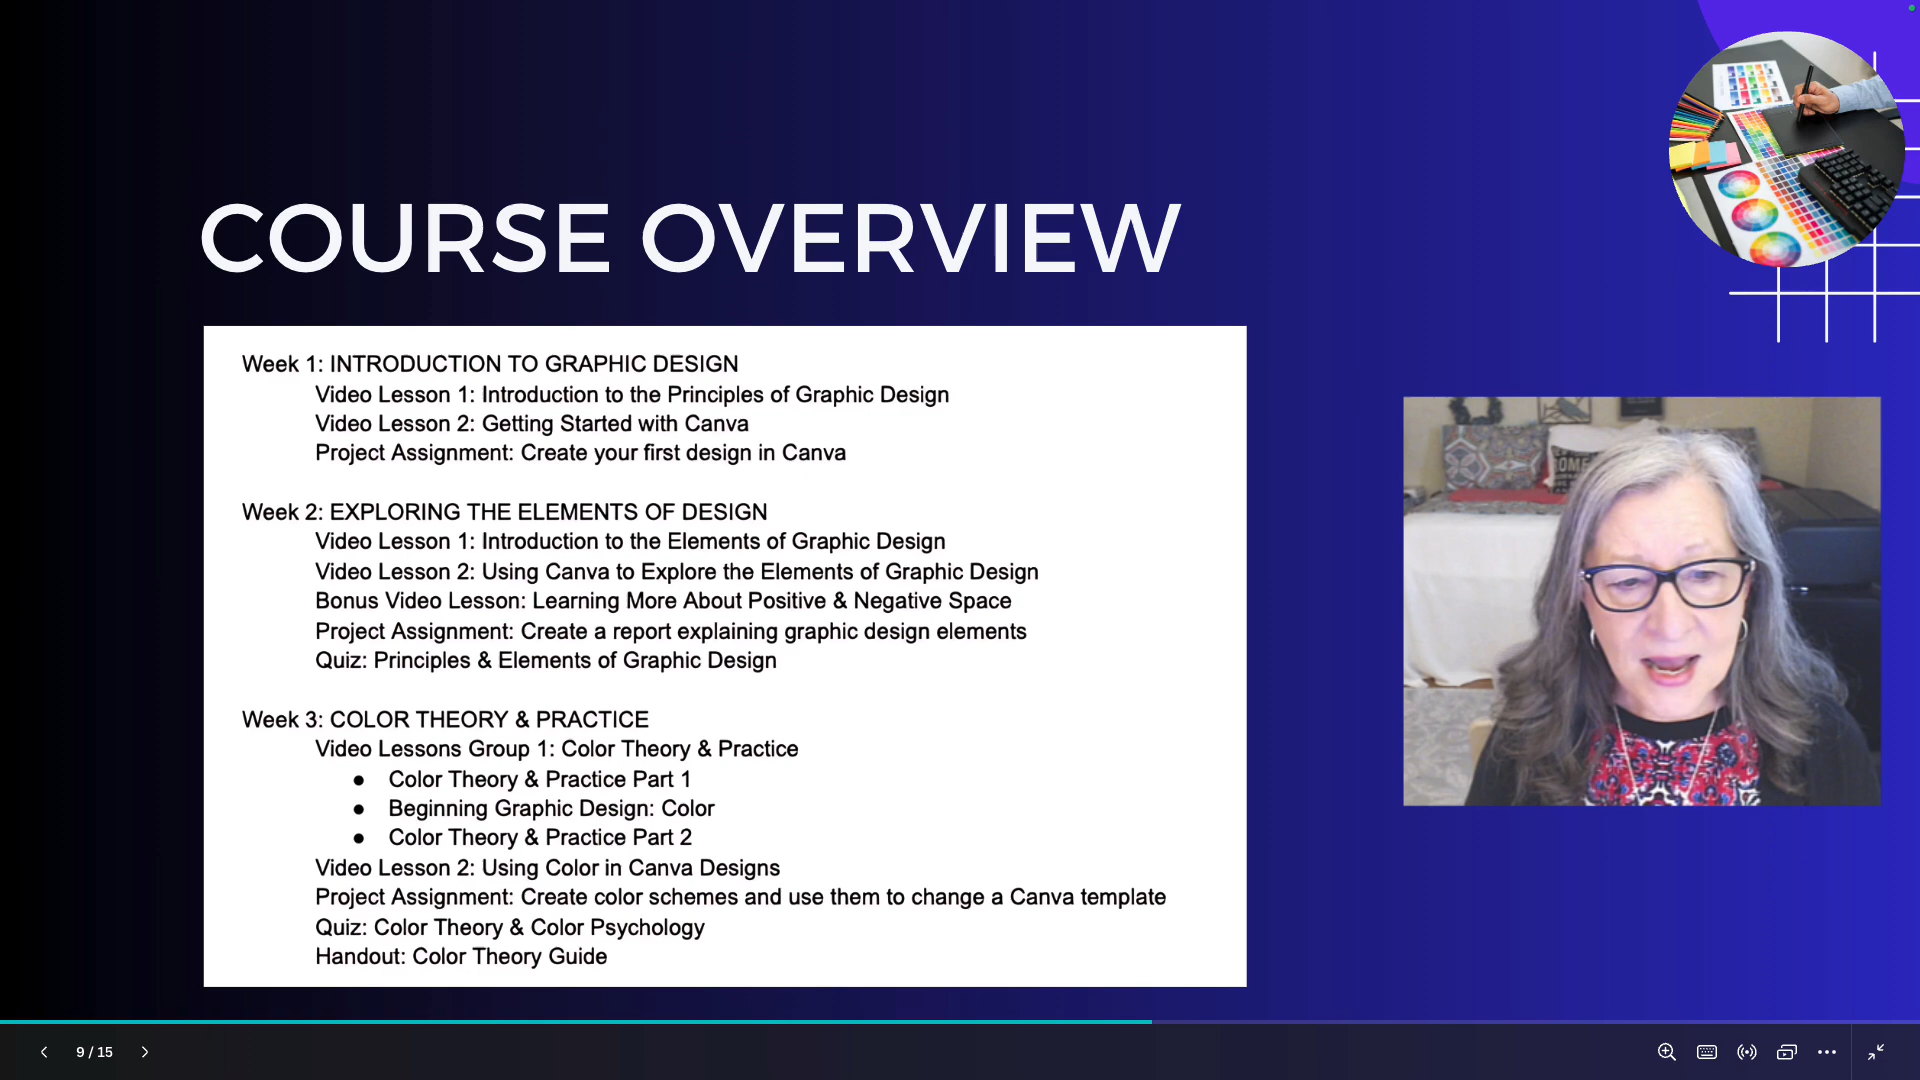 COURSE OVERVIEW
Week 1: INTRODUCTION TO GRAPHIC DESIGN
Video Lesson 1: Introduction to the Principles of Graphic Design
Video Lesson 2: Getting Started with Canva
Project Assignment: Create your first design in Canva
Week 2: EXPLORING THE ELEMENTS OF DESIGN
Video Lesson 1: Introduction to the Elements of Graphic Design
Video Lesson 2: Using Canva to Explore the Elements of Graphic Design
Bonus Video Lesson: Learning More About Positive & Negative Space
Project Assignment: Create a report explaining graphic design elements
Quiz: Principles & Elements of Graphic Design
Week 3: COLOR THEORY & PRACTICE
Video Lessons Group 1: Color Theory & Practice
● Color Theory & Practice Part 1
● Beginning Graphic Design: Color
● Color Theory & Practice Part 2
Video Lesson 2: Using Color in Canva Designs
Project Assignment: Create color schemes and use them to change a Canva template
Quiz: Color Theory & Color Psychology
Handout: Color Theory Guide
9 / 15